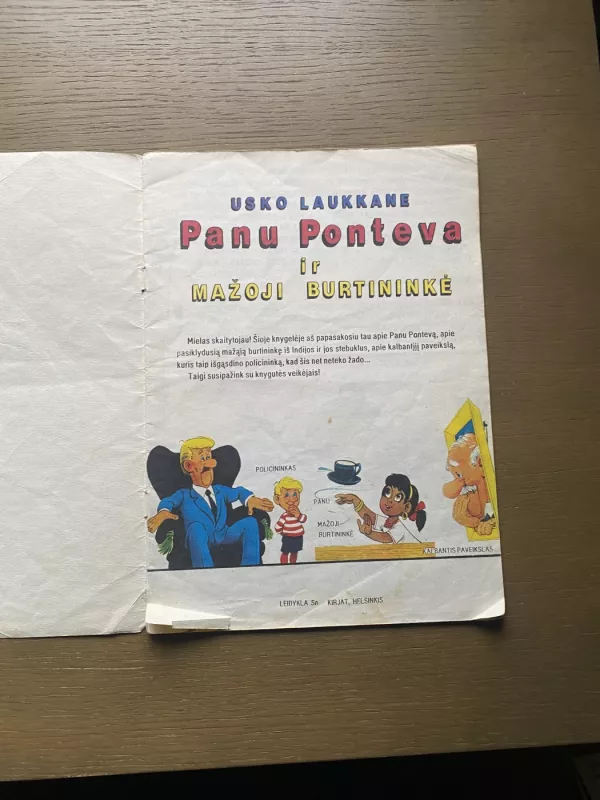 USKO LAUKKANE
Panu Ponteva
ir
MAŽOJI BURTININKĖ
Mielas skaitytojau! Šioje knygelėje aš papasakosiu tau apie Panu Pontevą, apie
pasiklydusią mažąją burtininkę iš Indijos ir jos stebuklus, apie kalbantįjį paveikslą,
kuris taip išgąsdino policininką, kad šis net neteko žado...
Taigi susipažink su knygutės veikėjais!
POLICININKAS
PANU
MAŽOJI
BURTININKĖ
KALBANTIS PAVEIKSLAS
LEIDYKLA Sn KIRJAT, HELSINKIS